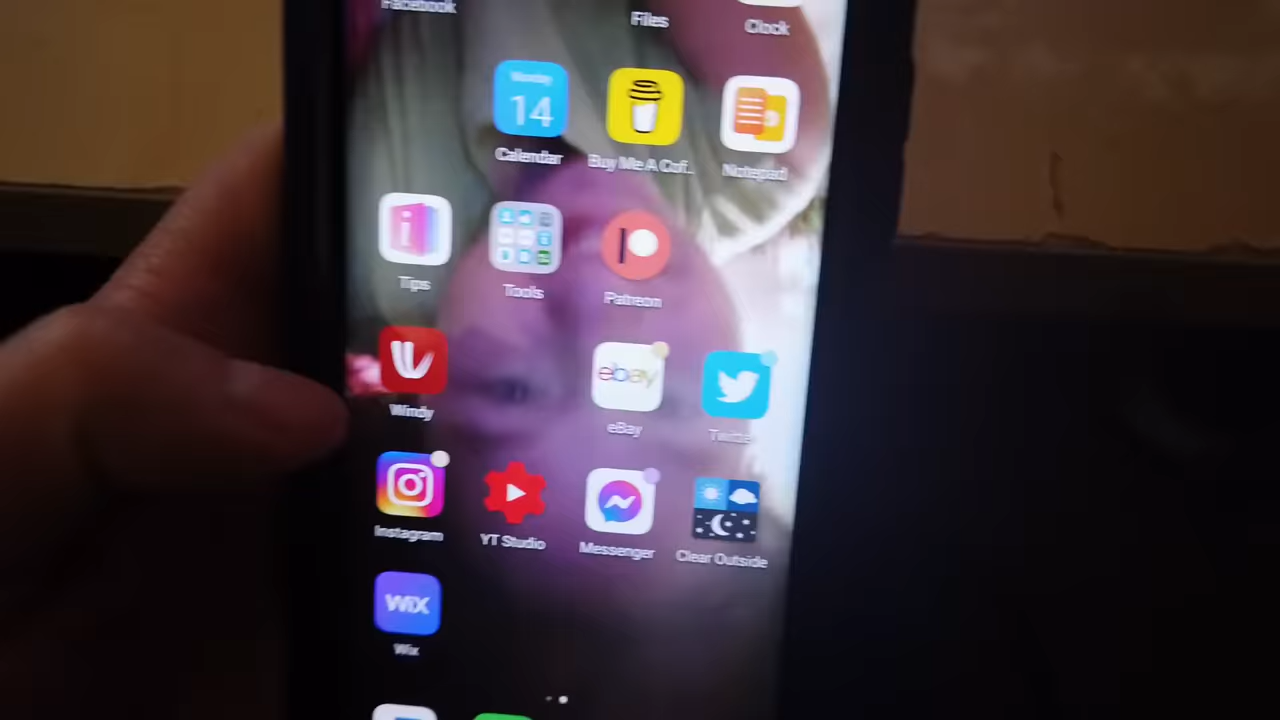 Facebook
Files
Clock
Monday
14
Calendar
Buy Me A Cof..
Notepad
i
Tips
Tools
Patreon
Windy
ebay
eBay
Twitter
Instagram
YT Studio
Messenger
Clear Outside
WiX
Wix